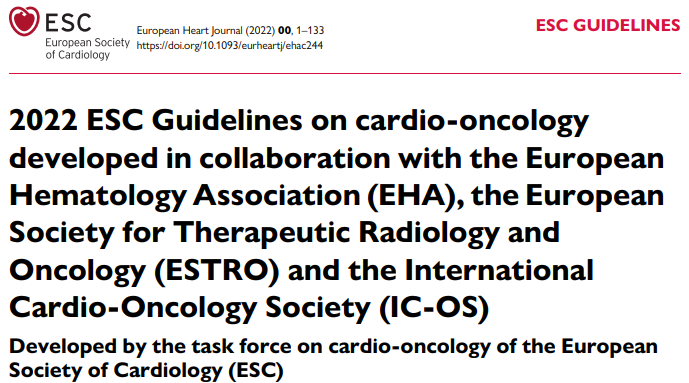 ESC
European Society
of Cardiology
European Heart Journal (2022) 00, 1–133
https://doi.org/10.1093/eurheartj/ehac244
ESC GUIDELINES
2022 ESC Guidelines on cardio-oncology
developed in collaboration with the European
Hematology Association (EHA), the European
Society for Therapeutic Radiology and
Oncology (ESTRO) and the International
Cardio-Oncology Society (IC-OS)
Developed by the task force on cardio-oncology of the European
Society of Cardiology (ESC)